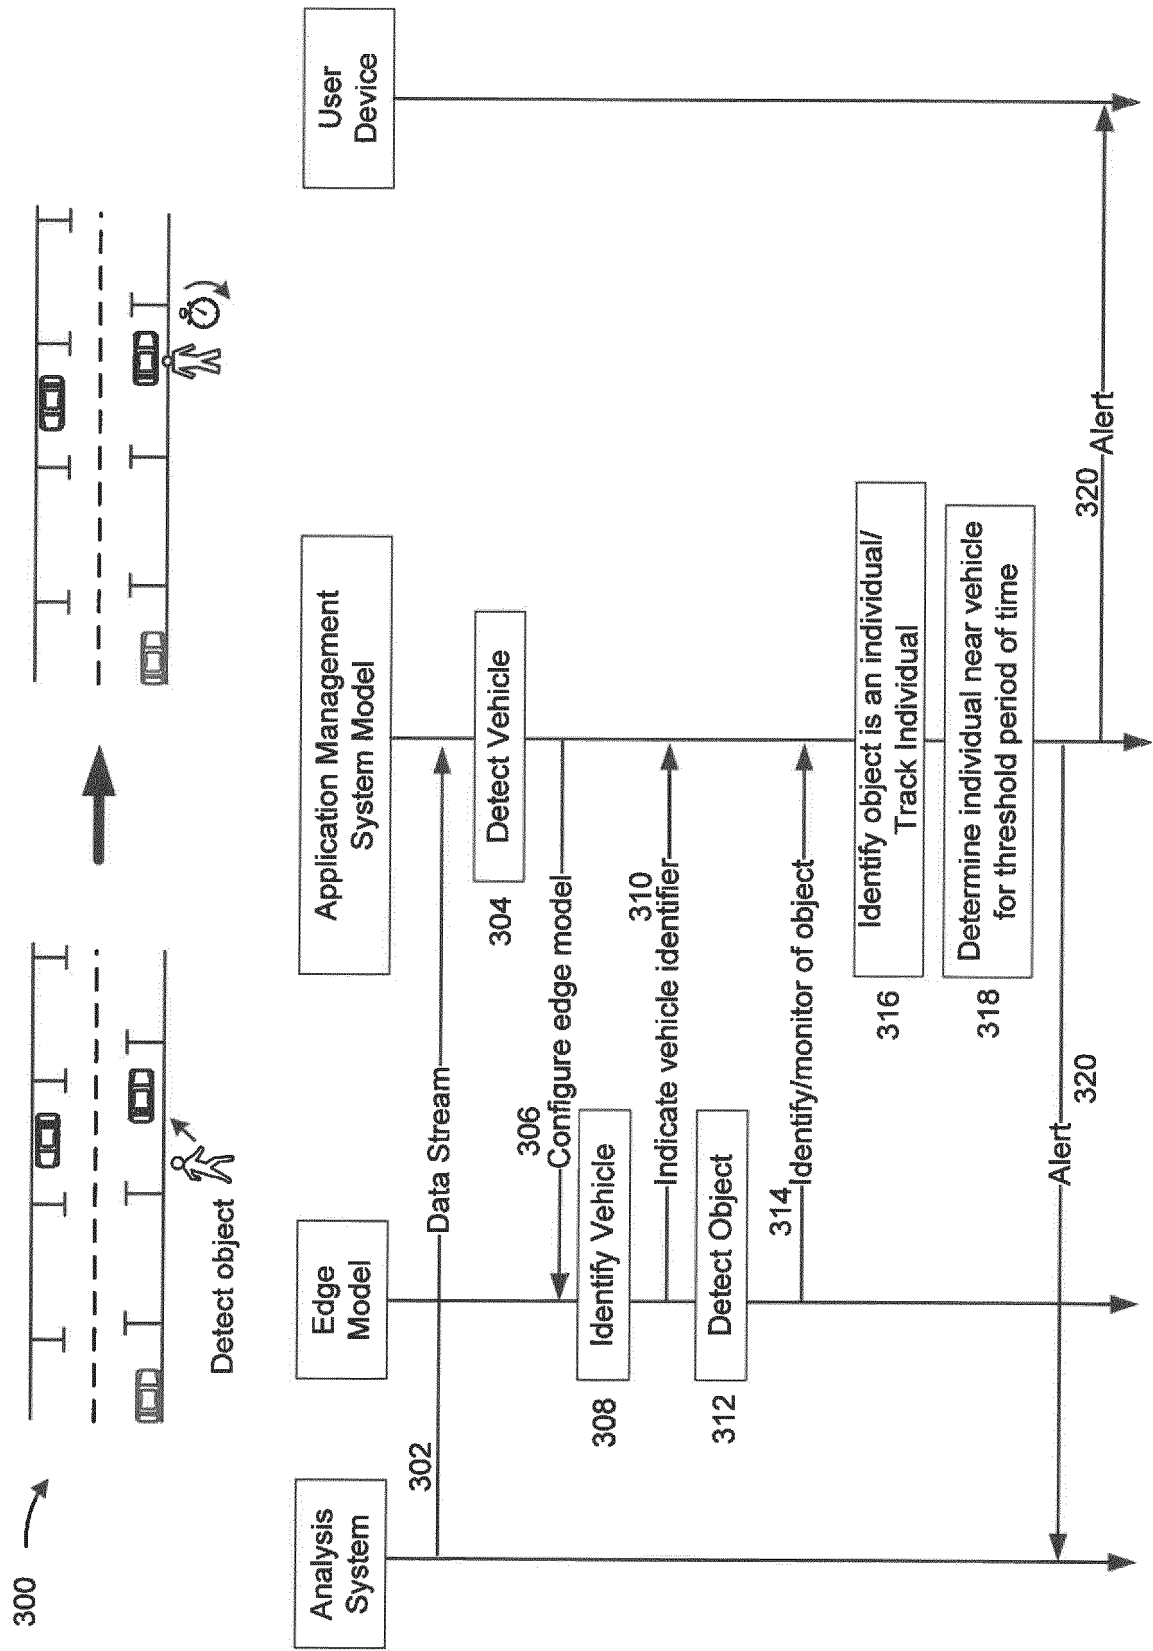 300
Detect object
Analysis
System
Edge
Model
Application Management
System Model
User
Device
302
Data Stream
304
Detect Vehicle
306
Configure edge model
308
Identify Vehicle
310
Indicate vehicle identifier
312
Detect Object
314
Identify/monitor of object
316
Identify object is an individual/
Track Individual
318
Determine individual near vehicle
for threshold period of time
Alert
320
320
Alert